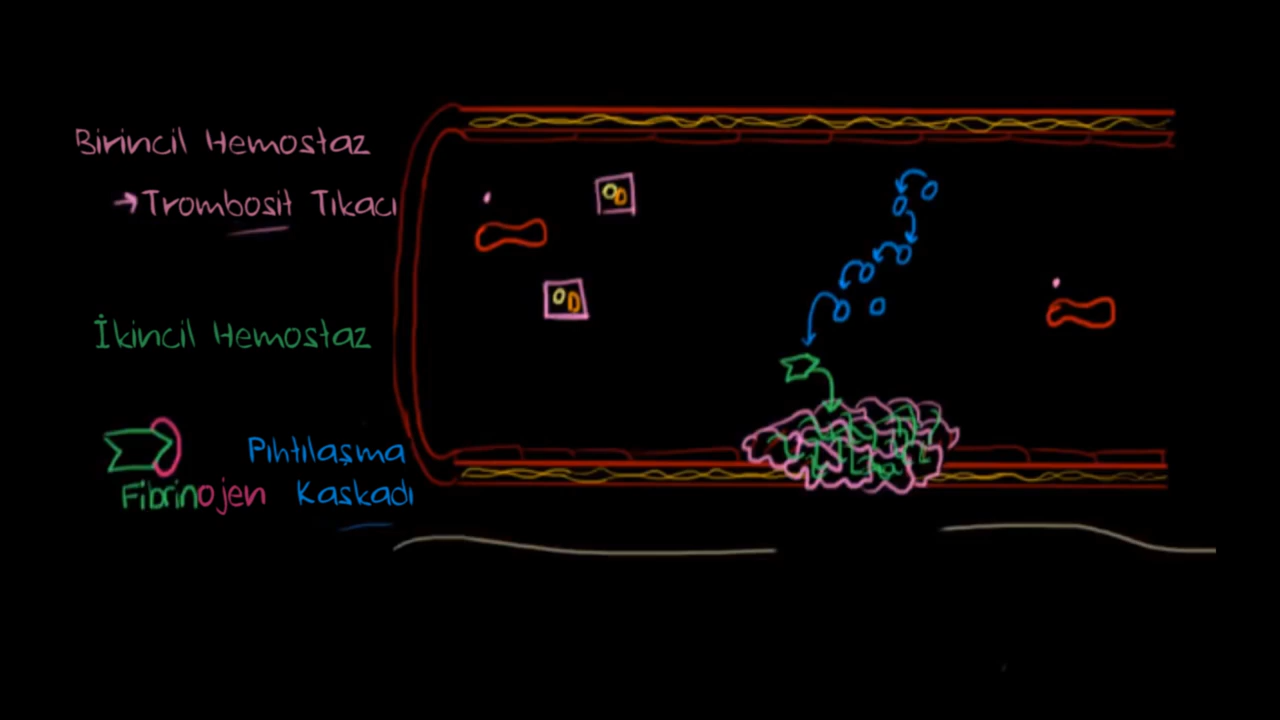 Birincil Hemostaz
→ Trombosit Tıkacı
İkincil Hemostaz
Pıhtılaşma
Fibrinojen Kaskadı